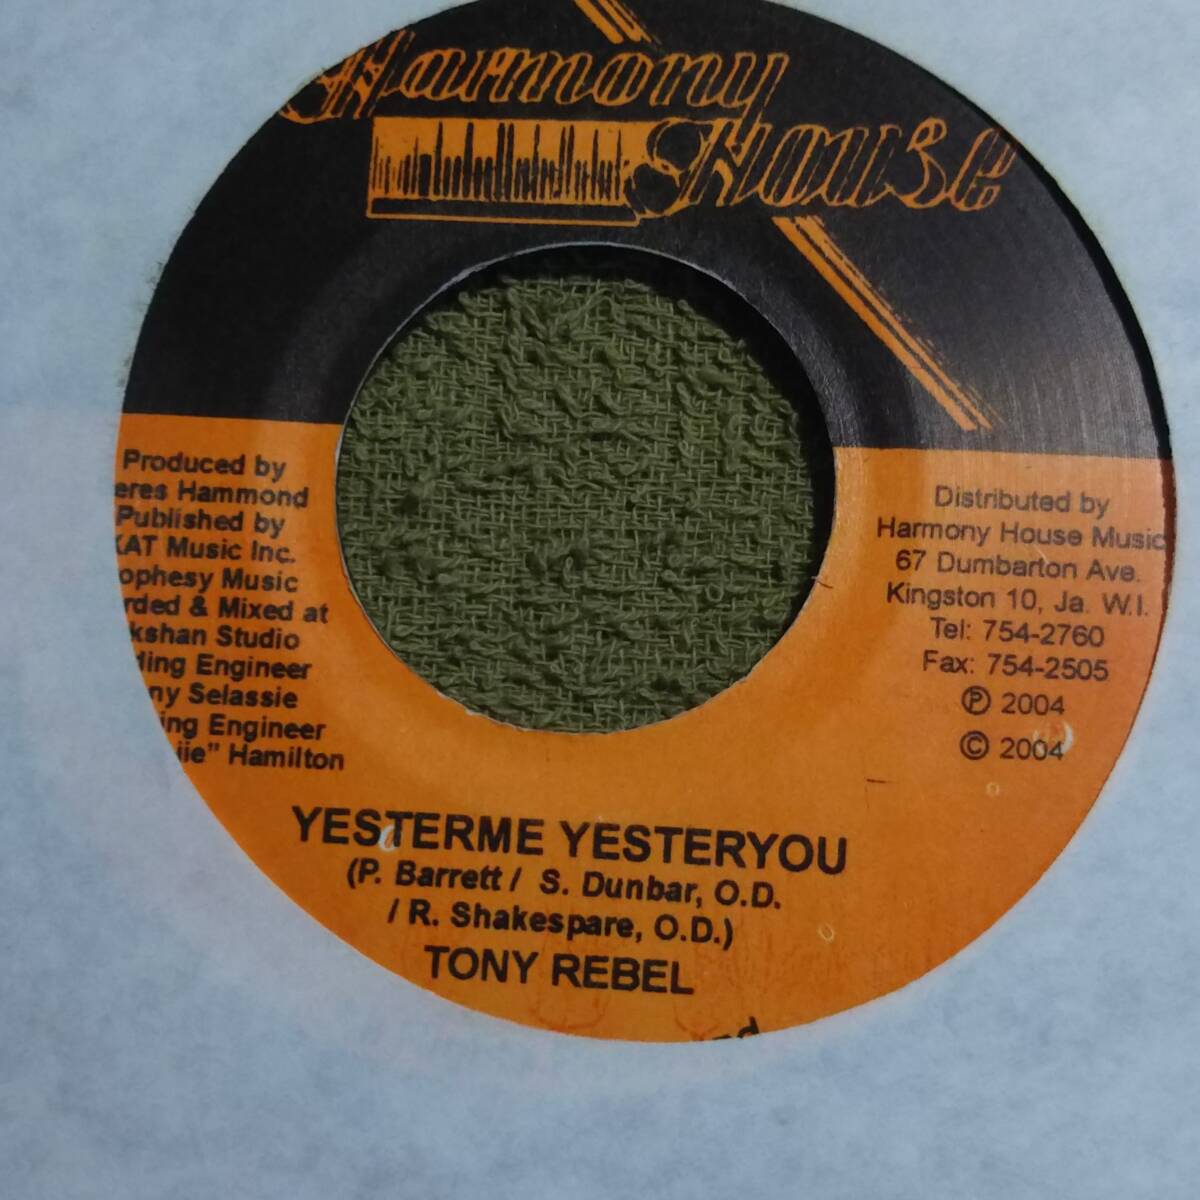 Harmony
House
Produced by
eres Hammond
Published by
KAT Music Inc.
ophesy Music
rded & Mixed at
kshan Studio
ding Engineer
ny Selassie
ing Engineer
iie" Hamilton
Distributed by
Harmony House Music
67 Dumbarton Ave.
Kingston 10, Ja. W.I.
Tel: 754-2760
Fax: 754-2505
Ⓟ 2004
© 2004
YESTERME YESTERYOU
(P. Barrett / S. Dunbar, O.D.
/ R. Shakespare, O.D.)
TONY REBEL